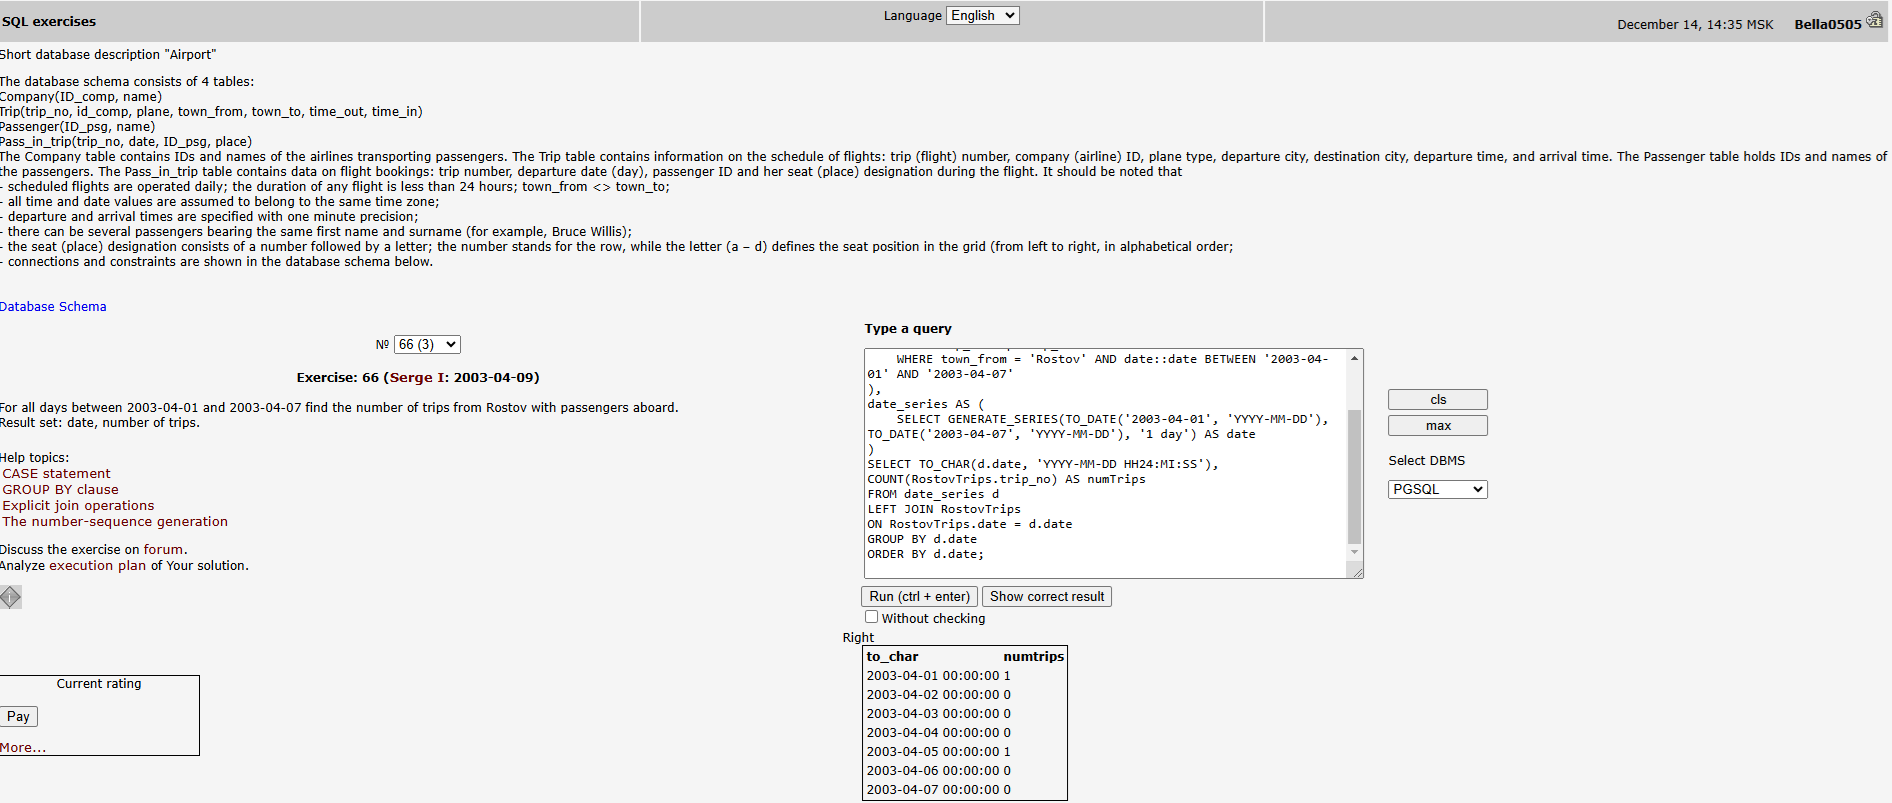 SQL exercises
Language English
December 14, 14:35 MSK Bella0505
Short database description "Airport"
The database schema consists of 4 tables:
Company(ID_comp, name)
Trip(trip_no, id_comp, plane, town_from, town_to, time_out, time_in)
Passenger(ID_psg, name)
Pass_in_trip(trip_no, date, ID_psg, place)
The Company table contains IDs and names of the airlines transporting passengers. The Trip table contains information on the schedule of flights: trip (flight) number, company (airline) ID, plane type, departure city, destination city, departure time, and arrival time. The Passenger table holds IDs and names of
the passengers. The Pass_in_trip table contains data on flight bookings: trip number, departure date (day), passenger ID and her seat (place) designation during the flight. It should be noted that
- scheduled flights are operated daily; the duration of any flight is less than 24 hours; town_from <> town_to;
- all time and date values are assumed to belong to the same time zone;
- departure and arrival times are specified with one minute precision;
- there can be several passengers bearing the same first name and surname (for example, Bruce Willis);
- the seat (place) designation consists of a number followed by a letter; the number stands for the row, while the letter (a – d) defines the seat position in the grid (from left to right, in alphabetical order;
- connections and constraints are shown in the database schema below.
Database Schema
№ 66 (3)
Exercise: 66 (Serge I: 2003-04-09)
For all days between 2003-04-01 and 2003-04-07 find the number of trips from Rostov with passengers aboard.
Result set: date, number of trips.
Help topics:
CASE statement
GROUP BY clause
Explicit join operations
The number-sequence generation
Discuss the exercise on forum.
Analyze execution plan of Your solution.
Current rating
Pay
More...
Type a query
WHERE town_from = 'Rostov' AND date::date BETWEEN '2003-04-
01' AND '2003-04-07'
),
date_series AS (
SELECT GENERATE_SERIES(TO_DATE('2003-04-01', 'YYYY-MM-DD'),
TO_DATE('2003-04-07', 'YYYY-MM-DD'), '1 day') AS date
)
SELECT TO_CHAR(d.date, 'YYYY-MM-DD HH24:MI:SS'),
COUNT(RostovTrips.trip_no) AS numTrips
FROM date_series d
LEFT JOIN RostovTrips
ON RostovTrips.date = d.date
GROUP BY d.date
ORDER BY d.date;
cls
max
Select DBMS
PGSQL
Run (ctrl + enter) Show correct result
Without checking
Right
to_char numtrips
2003-04-01 00:00:00 1
2003-04-02 00:00:00 0
2003-04-03 00:00:00 0
2003-04-04 00:00:00 0
2003-04-05 00:00:00 1
2003-04-06 00:00:00 0
2003-04-07 00:00:00 0